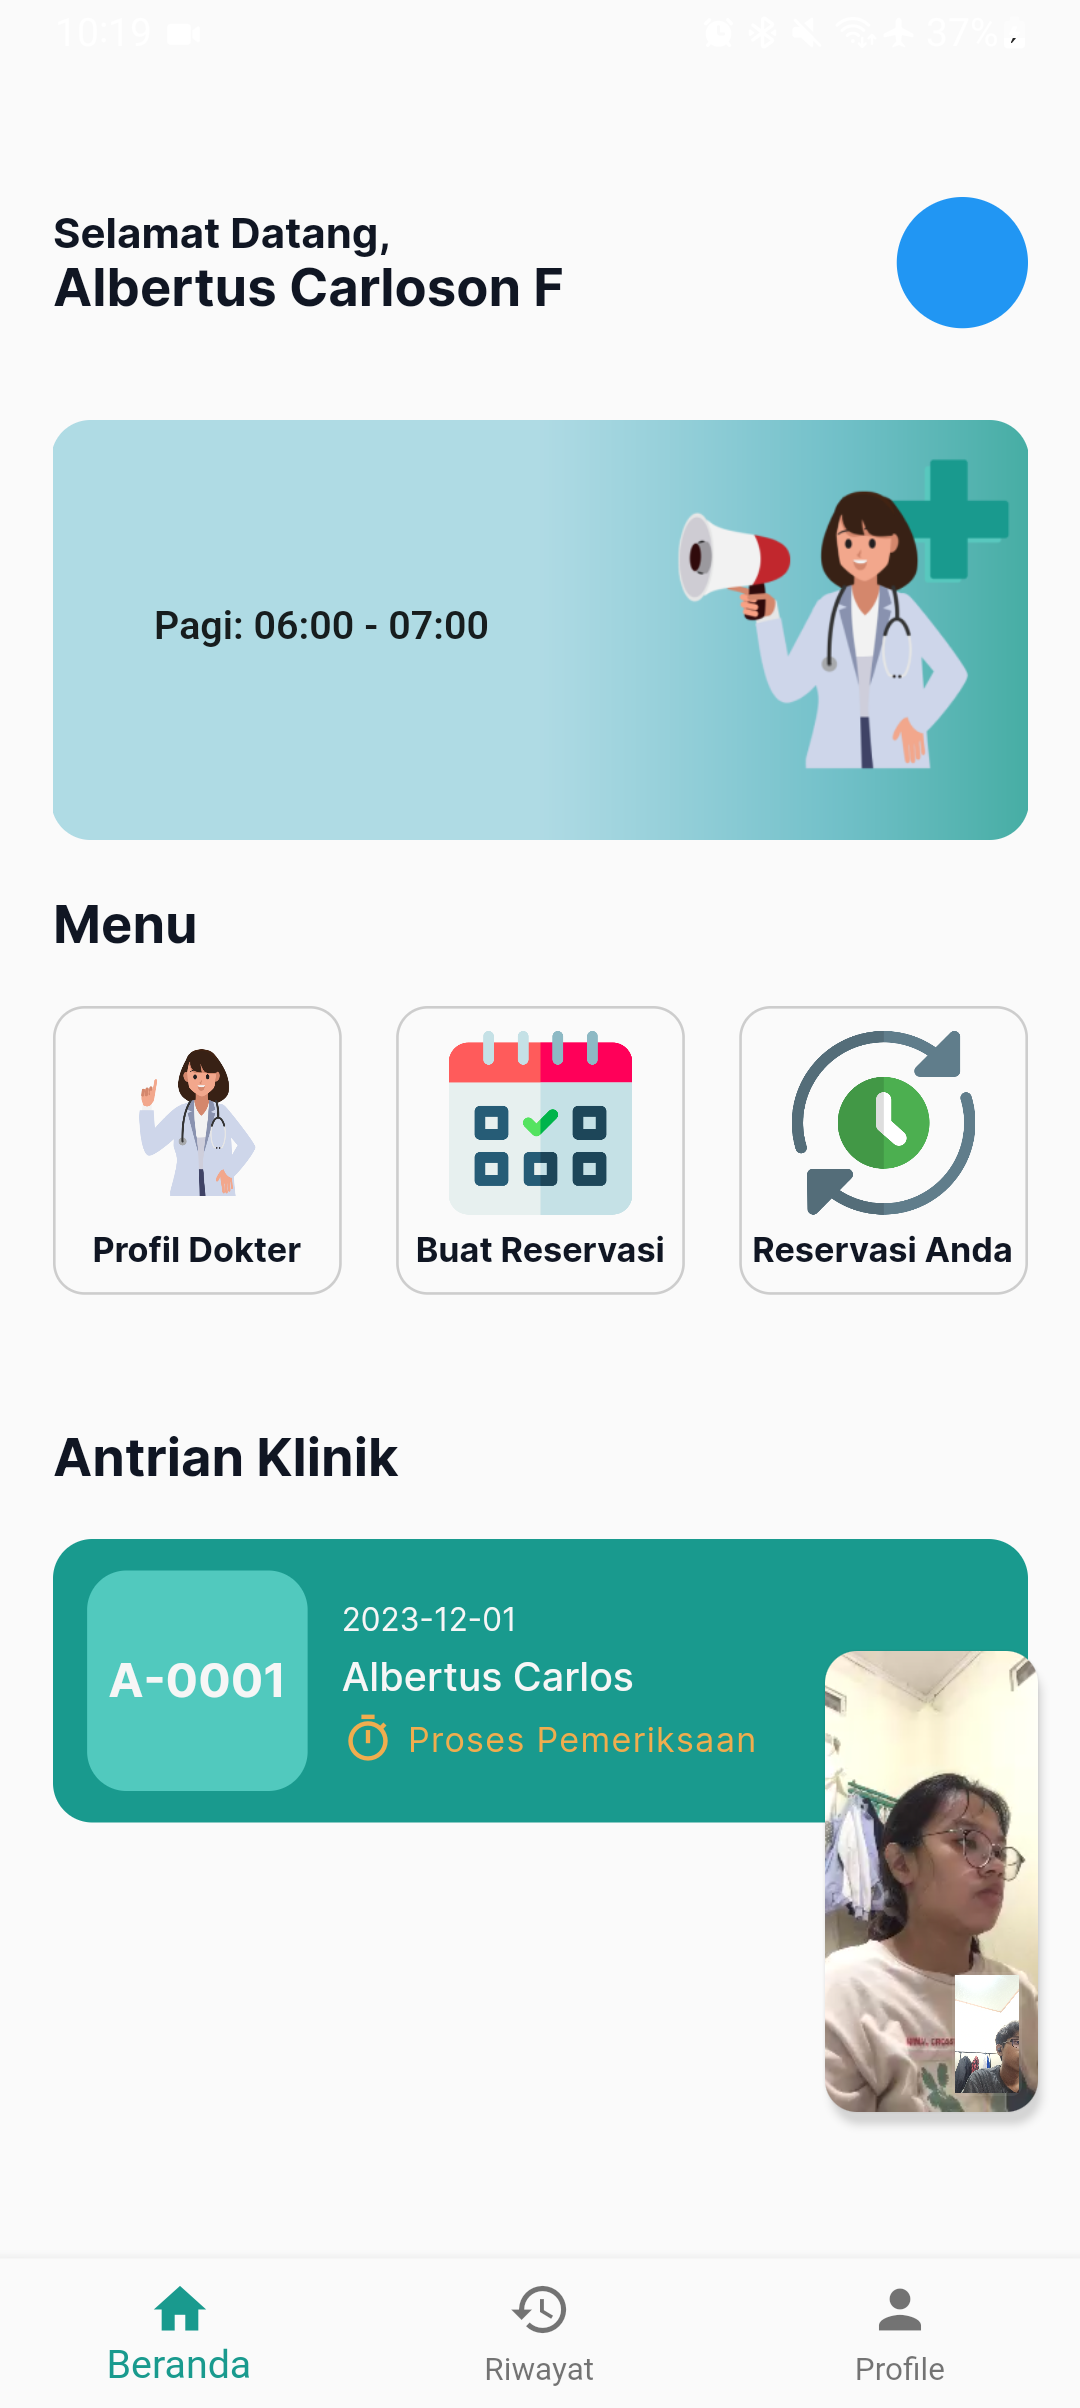 10:19
37%
Selamat Datang,
Albertus Carloson F
Pagi: 06:00 - 07:00
Menu
Profil Dokter
Buat Reservasi
Reservasi Anda
Antrian Klinik
A-0001
2023-12-01
Albertus Carlos
Proses Pemeriksaan
Beranda
Riwayat
Profile